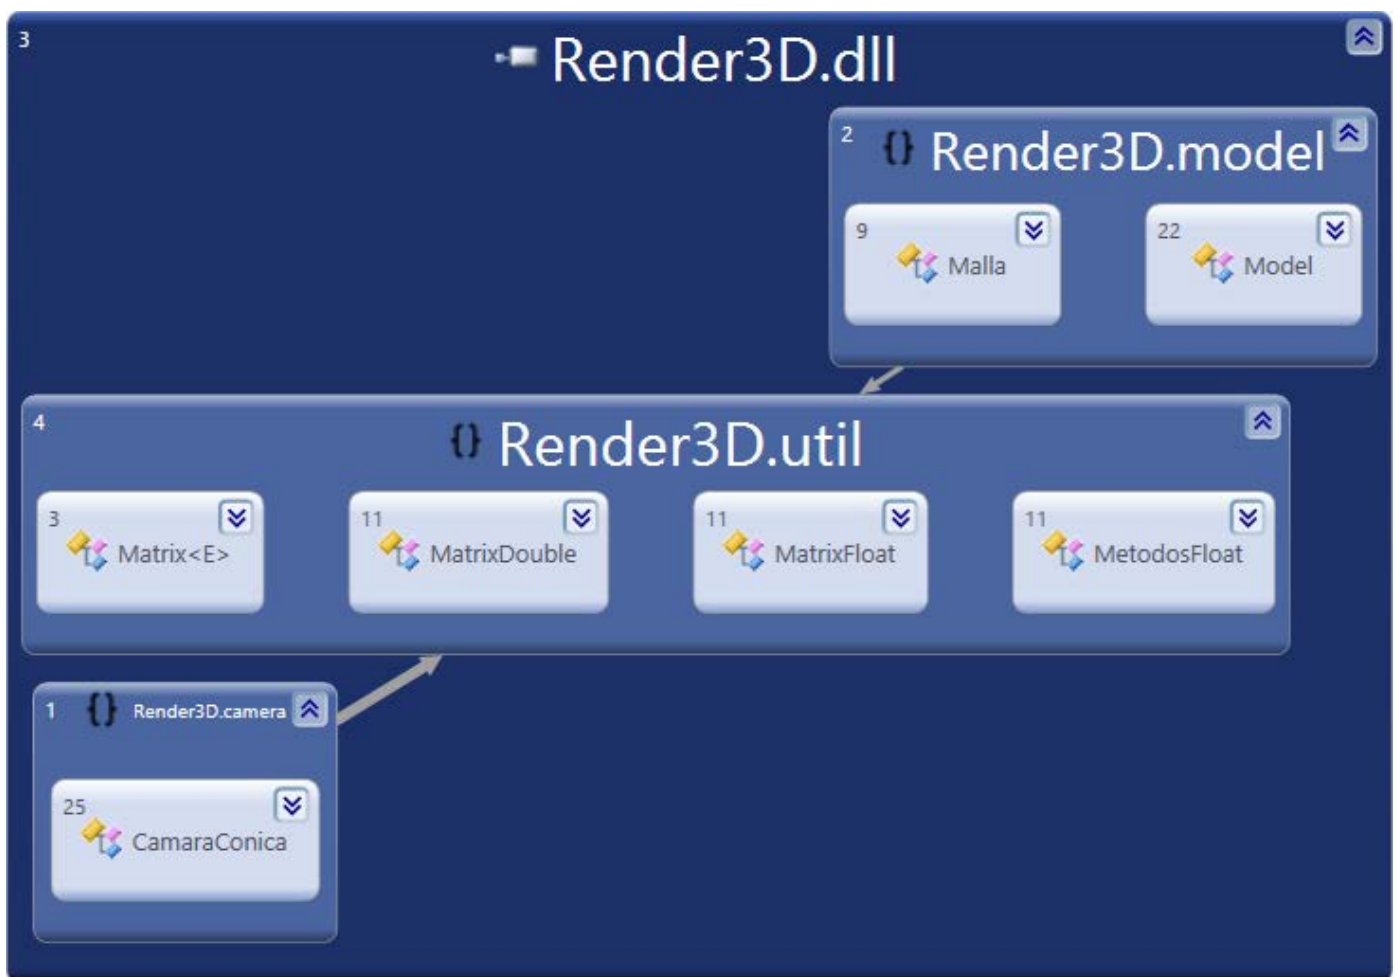 3
Render3D.dll
2 {} Render3D.model
9 Malla
22 Model
4 {} Render3D.util
3 Matrix<E>
11 MatrixDouble
11 MatrixFloat
11 MetodosFloat
1 {} Render3D.camera
25 CamaraConica